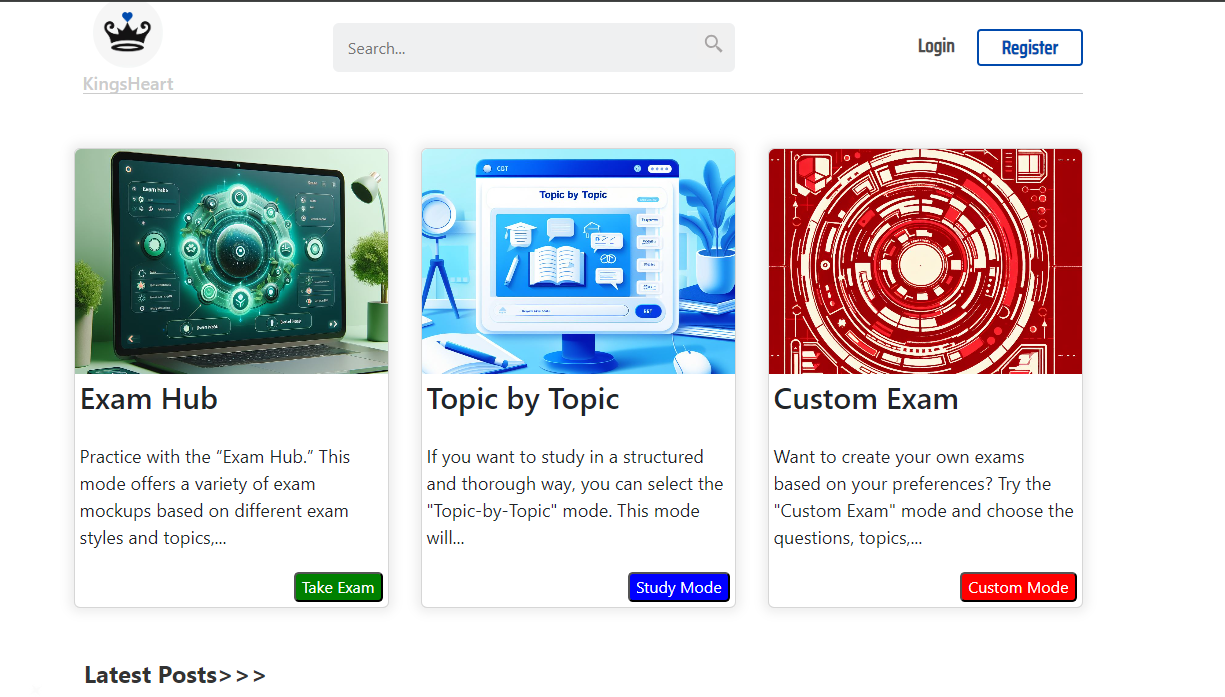 Search...
Login
Register
KingsHeart
Exam Hub
Practice with the “Exam Hub.” This
mode offers a variety of exam
mockups based on different exam
styles and topics,...
Take Exam
CGT
Topic by Topic
Topic by Topic
If you want to study in a structured
and thorough way, you can select the
"Topic-by-Topic" mode. This mode
will...
Study Mode
Custom Exam
Want to create your own exams
based on your preferences? Try the
"Custom Exam" mode and choose the
questions, topics,...
Custom Mode
Latest Posts>>>